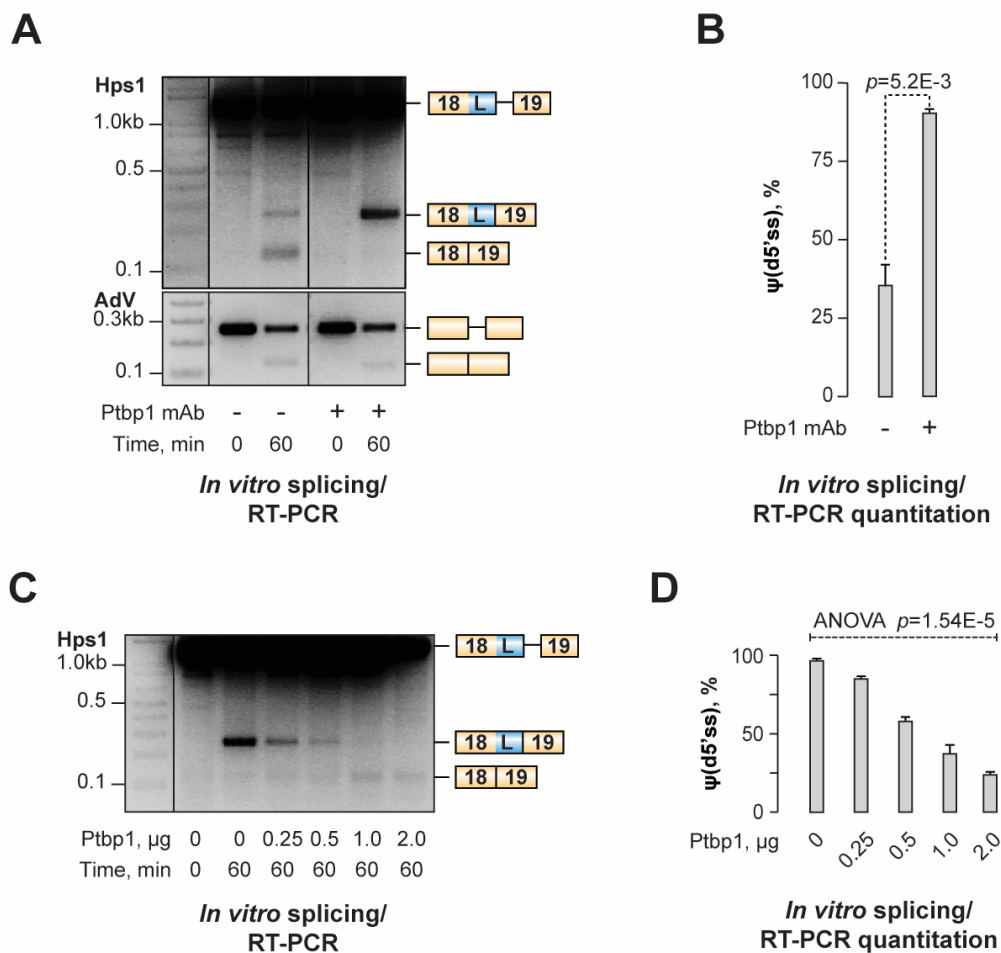 A
Hps1
1.0kb
0.5
0.1
18 L 19
18 L 19
18 19
AdV
0.3kb
0.1
Ptbp1 mAb - - + +
Time, min 0 60 0 60
In vitro splicing/
RT-PCR
B
p=5.2E-3
100
75
50
25
0
ψ(d5'ss), %
Ptbp1 mAb - +
In vitro splicing/
RT-PCR quantitation
C
Hps1
1.0kb
0.5
0.1
18 L 19
18 L 19
18 19
Ptbp1, µg 0 0 0.25 0.5 1.0 2.0
Time, min 0 60 60 60 60 60
In vitro splicing/
RT-PCR
D
ANOVA p=1.54E-5
100
50
0
ψ(d5'ss), %
Ptbp1, µg 0 0.25 0.5 1.0 2.0
In vitro splicing/
RT-PCR quantitation